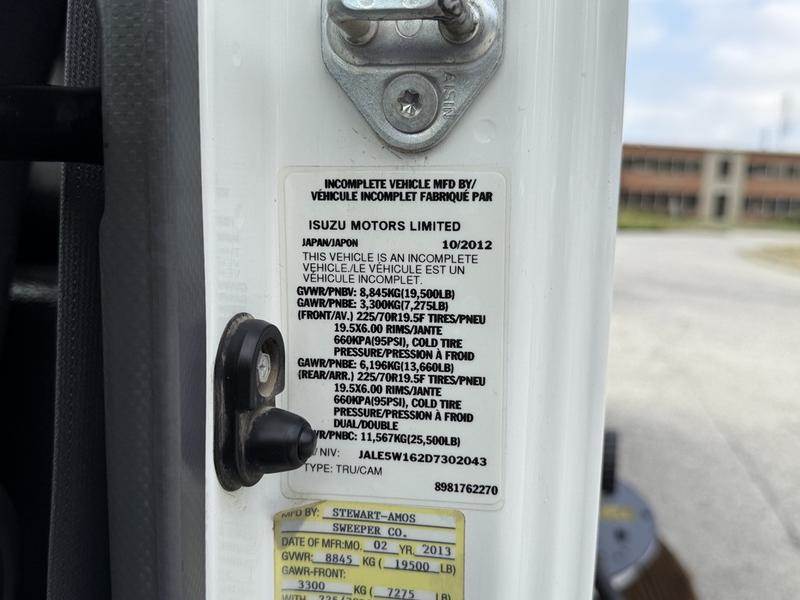 AISIN
INCOMPLETE VEHICLE MFD BY/
VÉHICULE INCOMPLET FABRIQUÉ PAR
ISUZU MOTORS LIMITED
JAPAN/JAPON 10/2012
THIS VEHICLE IS AN INCOMPLETE
VEHICLE./LE VÉHICULE EST UN
VÉHICULE INCOMPLET.
GVWR/PNBV: 8,845KG(19,500LB)
GAWR/PNBE: 3,300KG(7,275LB)
(FRONT/AV.) 225/70R19.5F TIRES/PNEU
19.5X6.00 RIMS/JANTE
660KPA(95PSI), COLD TIRE
PRESSURE/PRESSION À FROID
GAWR/PNBE: 6,196KG(13,660LB)
(REAR/ARR.) 225/70R19.5F TIRES/PNEU
19.5X6.00 RIMS/JANTE
660KPA(95PSI), COLD TIRE
PRESSURE/PRESSION À FROID
DUAL/DOUBLE
WR/PNBC: 11,567KG(25,500LB)
/ NIV: JALE5W162D7302043
TYPE: TRU/CAM
8981762270
MFD BY: STEWART-AMOS
SWEEPER CO.
DATE OF MFR: MO. 02 YR. 2013
GVWR: 8845 KG ( 19500 LB)
GAWR-FRONT:
3300 KG ( 7275 LB)
WITH